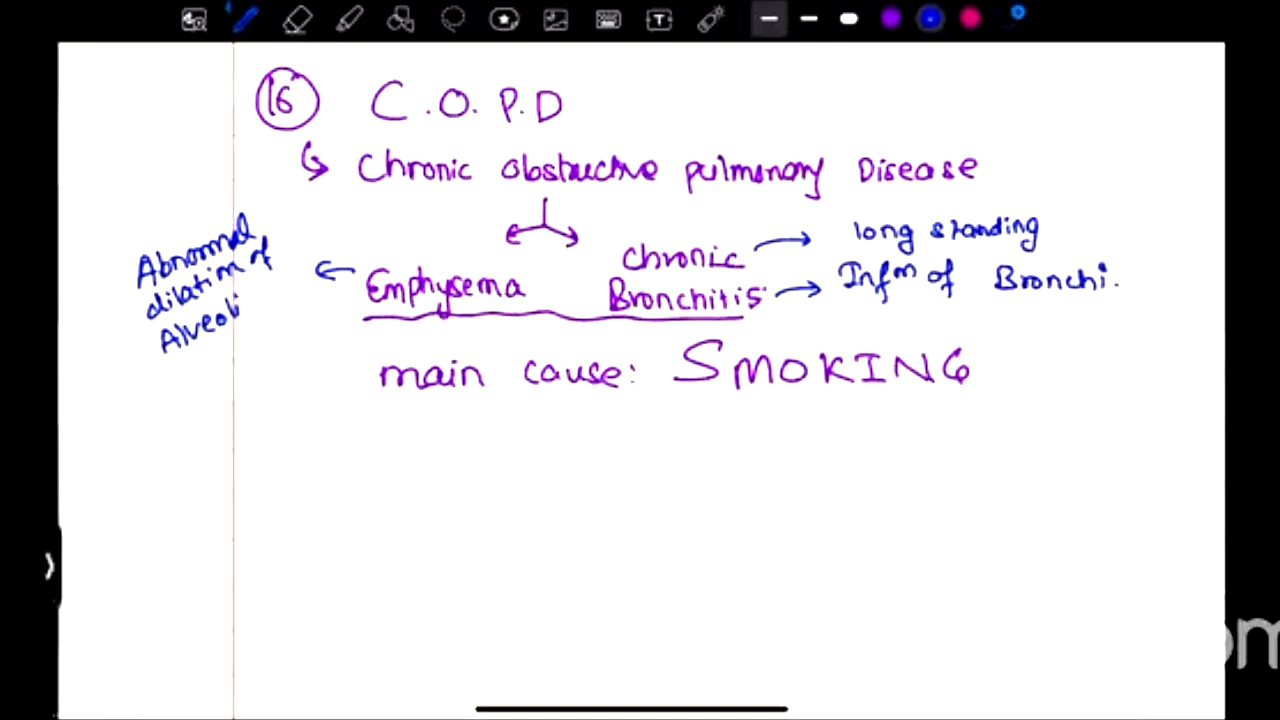 16 C.O.P.D
Chronic obstructive pulmonary Disease
Abnormal
dilation of
Alveoli
Emphysema
Chronic
Bronchitis
long standing
Infm of Bronchi.
main cause: SMOKING
om